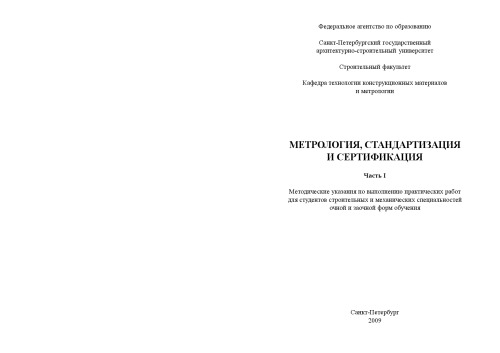 Федеральное агентство по образованию
Санкт-Петербургский государственный
архитектурно-строительный университет
Строительный факультет
Кафедра технологии конструкционных материалов
и метрологии
МЕТРОЛОГИЯ, СТАНДАРТИЗАЦИЯ
И СЕРТИФИКАЦИЯ
Часть I
Методические указания по выполнению практических работ
для студентов строительных и механических специальностей
очной и заочной форм обучения
Санкт-Петербург
2009